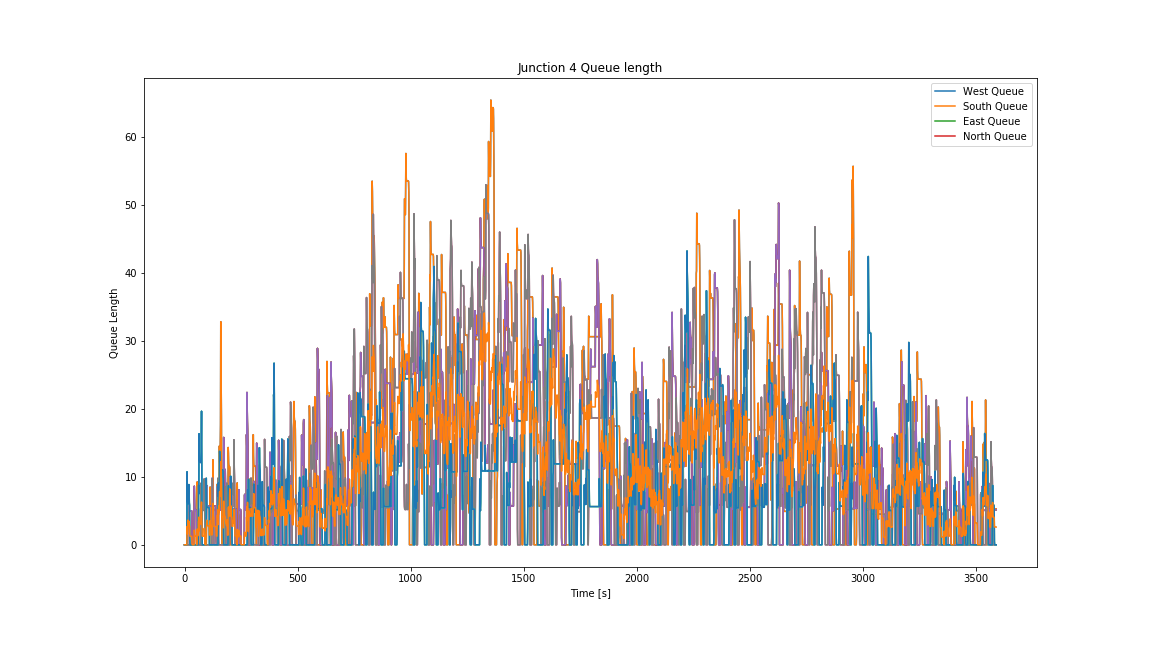 Junction 4 Queue length
West Queue
South Queue
East Queue
North Queue
Queue Length
60
50
40
30
20
10
0
0 500 1000 1500 2000 2500 3000 3500
Time [s]